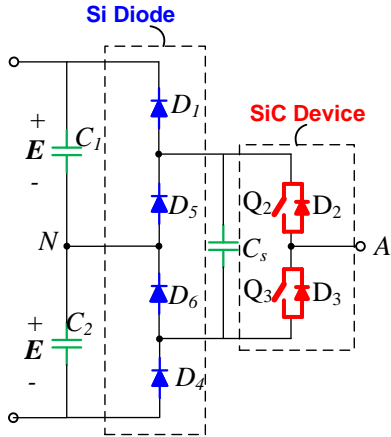 Si Diode
D1
SiC Device
+
E
-
C1
D5
Q2
D2
N
Cs
A
D6
Q3
D3
+
E
-
C2
D4